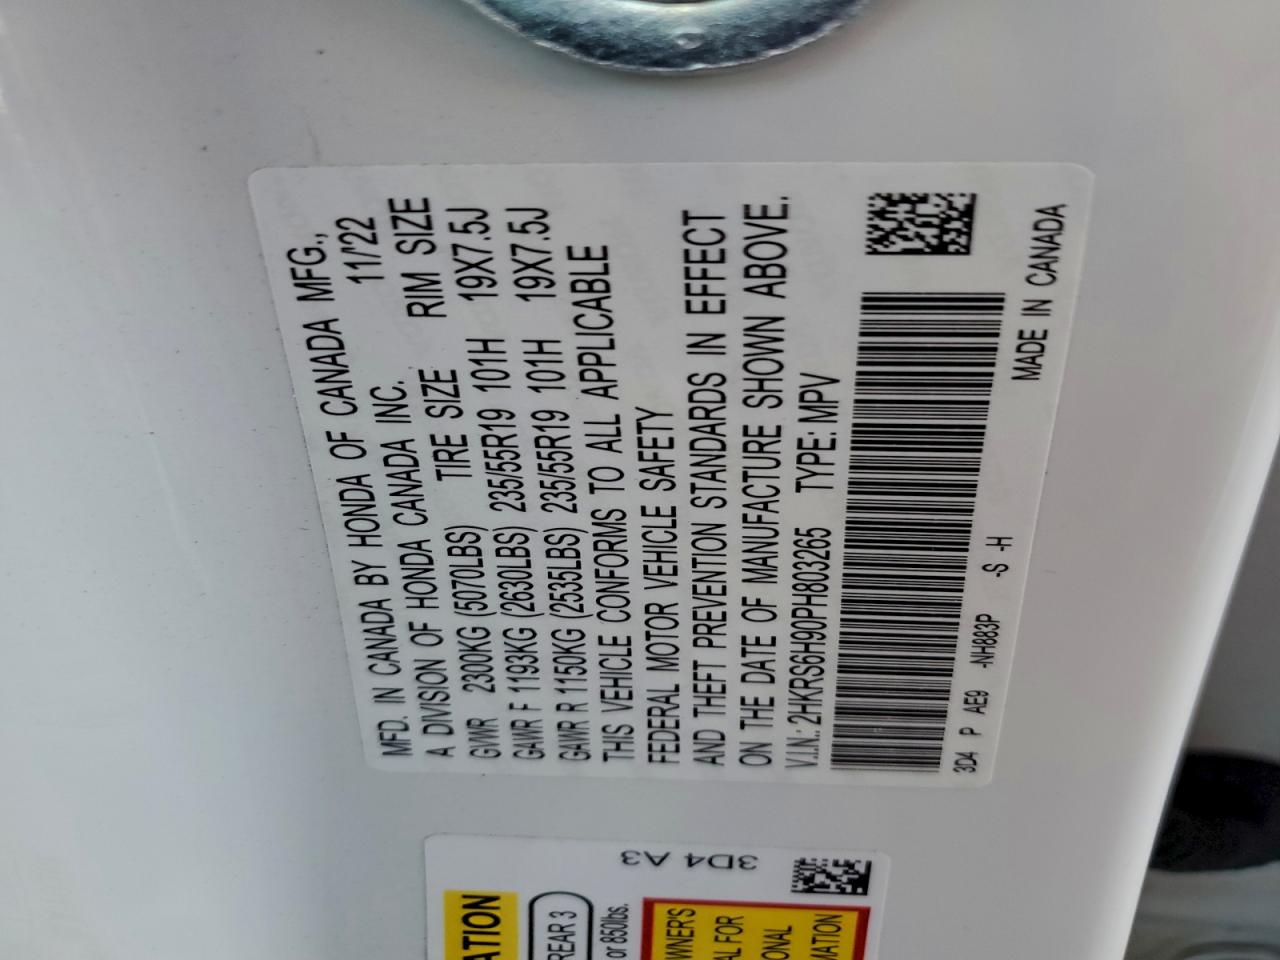 MFD. IN CANADA BY HONDA OF CANADA MFG.,
A DIVISION OF HONDA CANADA INC. 11/'22
TIRE SIZE RIM SIZE
GVWR 2300KG (5070LBS)
GAWR F 1193KG (2630LBS) 235/55R19 101H 19X7.5J
GAWR R 1150KG (2535LBS) 235/55R19 101H 19X7.5J
THIS VEHICLE CONFORMS TO ALL APPLICABLE
FEDERAL MOTOR VEHICLE SAFETY
AND THEFT PREVENTION STANDARDS IN EFFECT
ON THE DATE OF MANUFACTURE SHOWN ABOVE.
V.I.N.: 2HKRS6H90PH803265 TYPE: MPV
3D4 P AE9 -NH883P -S -H
MADE IN CANADA
3D4 A3
ATION
REAR 3
or 850lbs.
WNER'S
AL FOR
ONAL
MATION